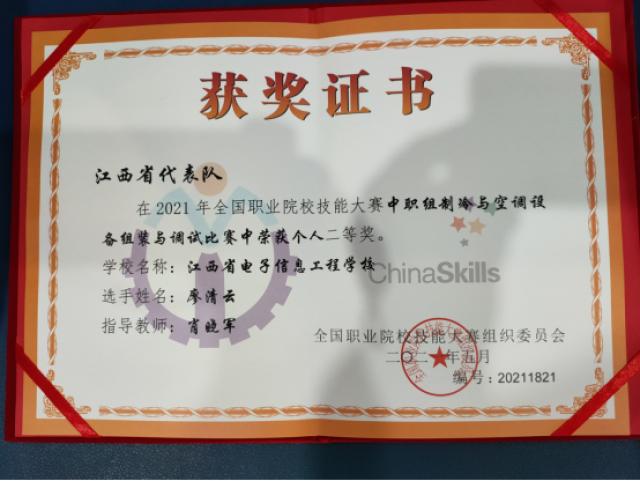 获奖证书
江西省代表队
在2021年全国职业院校技能大赛中职组制冷与空调设
备组装与调试比赛中荣获个人二等奖。
学校名称：江西省电子信息工程学校
ChinaSkills
选手姓名：廖清云
指导教师：肖晓军
全国职业院校技能大赛组织委员会
二〇二一年五月
编号：20211821